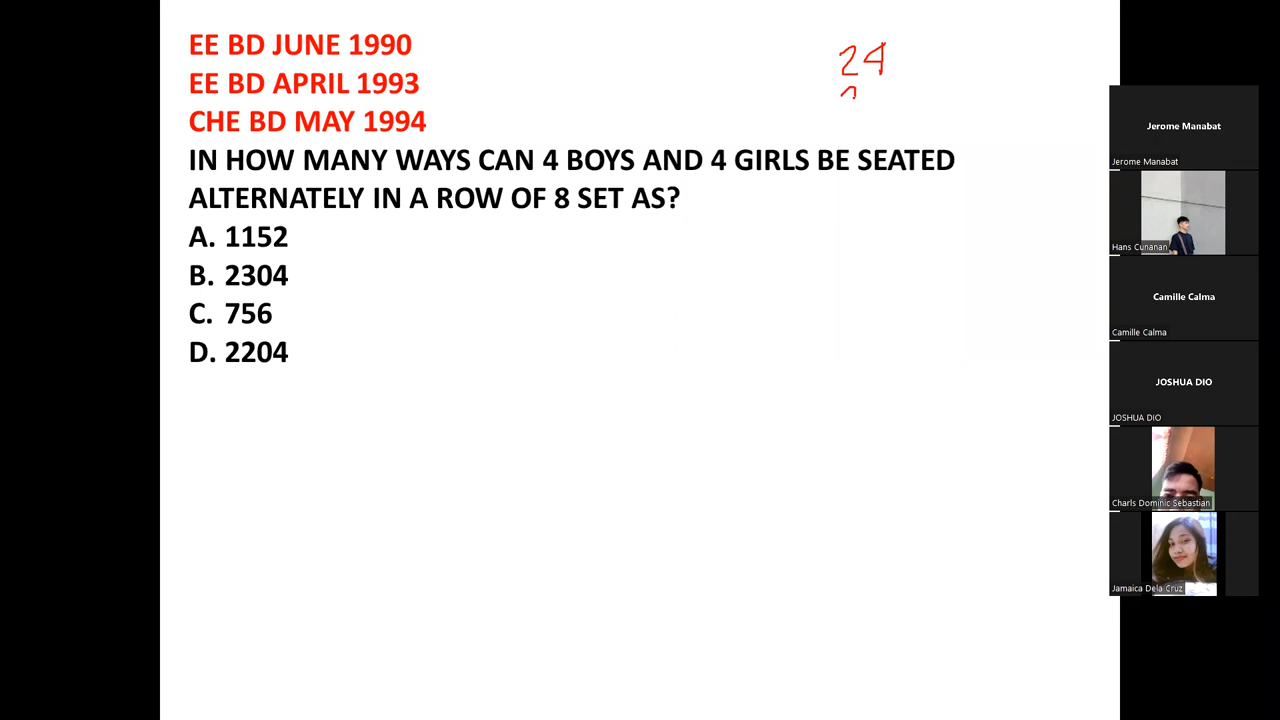 EE BD JUNE 1990
EE BD APRIL 1993
CHE BD MAY 1994
IN HOW MANY WAYS CAN 4 BOYS AND 4 GIRLS BE SEATED
ALTERNATELY IN A ROW OF 8 SET AS?
A. 1152
B. 2304
C. 756
D. 2204
24
Jerome Manabat
Jerome Manabat
Hans Cunanan
Camille Calma
Camille Calma
JOSHUA DIO
JOSHUA DIO
Charls Dominic Sebastian
Jamaica Dela Cruz